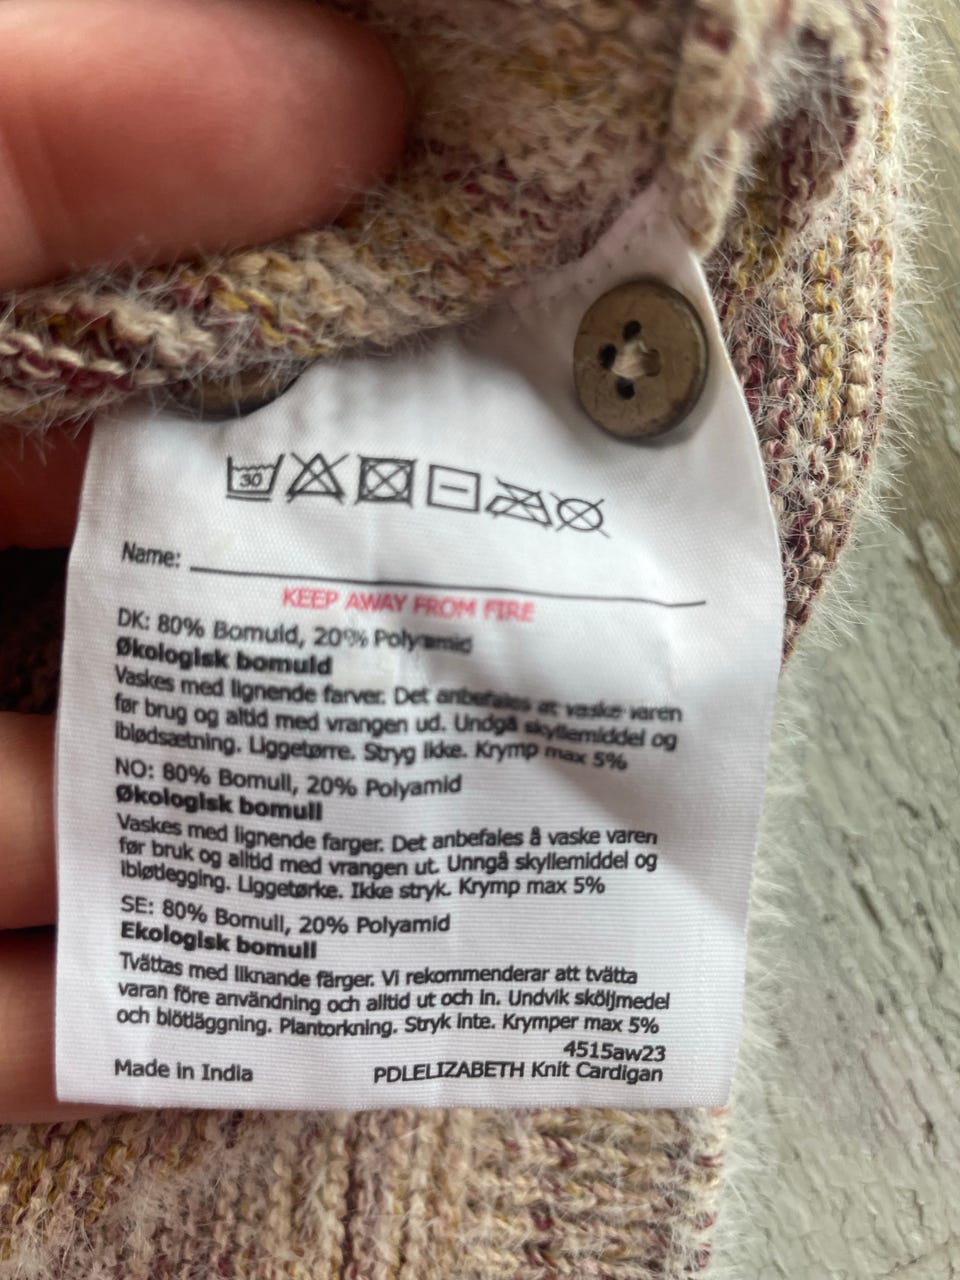 30
Name:
KEEP AWAY FROM FIRE
DK: 80% Bomuld, 20% Polyamid
Økologisk bomuld
Vaskes med lignende farver. Det anbefales at vaske varen
før brug og altid med vrangen ud. Undgå skyllemiddel og
iblødsætning. Liggetørre. Stryg ikke. Krymp max 5%
NO: 80% Bomull, 20% Polyamid
Økologisk bomull
Vaskes med lignende farger. Det anbefales å vaske varen
før bruk og alltid med vrangen ut. Unngå skyllemiddel og
ibløtlegging. Liggetørke. Ikke stryk. Krymp max 5%
SE: 80% Bomull, 20% Polyamid
Ekologisk bomull
Tvättas med liknande färger. Vi rekommenderar att tvätta
varan före användning och alltid ut och in. Undvik sköljmedel
och blötläggning. Plantorkning. Stryk inte. Krymper max 5%
4515aw23
Made in India PDLELIZABETH Knit Cardigan